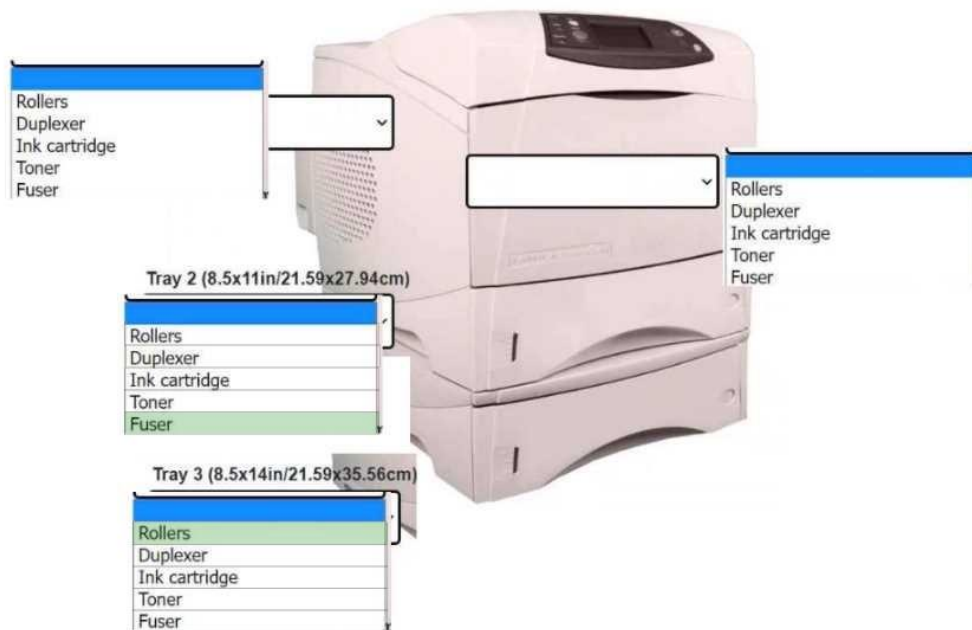 Rollers
Duplexer
Ink cartridge
Toner
Fuser
Rollers
Duplexer
Ink cartridge
Toner
Fuser
Tray 2 (8.5x11in/21.59x27.94cm)
Rollers
Duplexer
Ink cartridge
Toner
Fuser
Tray 3 (8.5x14in/21.59x35.56cm)
Rollers
Duplexer
Ink cartridge
Toner
Fuser